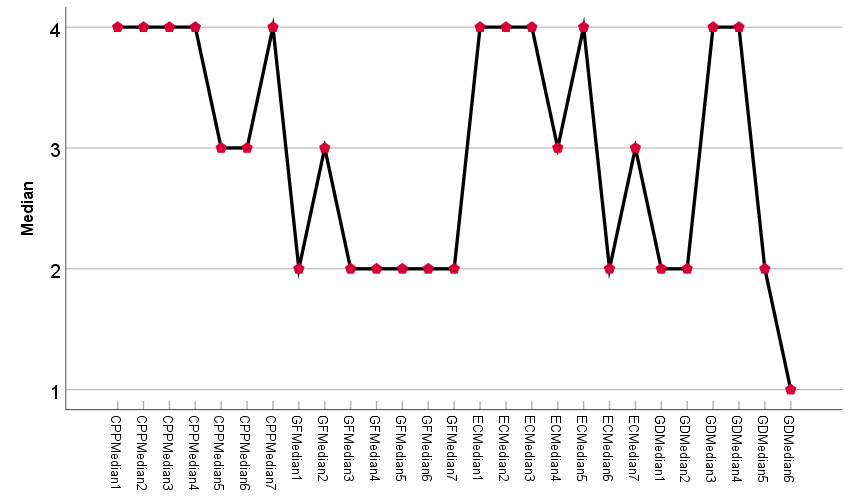 4
3
2
1
Median
CPPMedian1
CPPMedian2
CPPMedian3
CPPMedian4
CPPMedian5
CPPMedian6
CPPMedian7
GFMedian1
GFMedian2
GFMedian3
GFMedian4
GFMedian5
GFMedian6
GFMedian7
ECMedian1
ECMedian2
ECMedian3
ECMedian4
ECMedian5
ECMedian6
ECMedian7
GDMedian1
GDMedian2
GDMedian3
GDMedian4
GDMedian5
GDMedian6